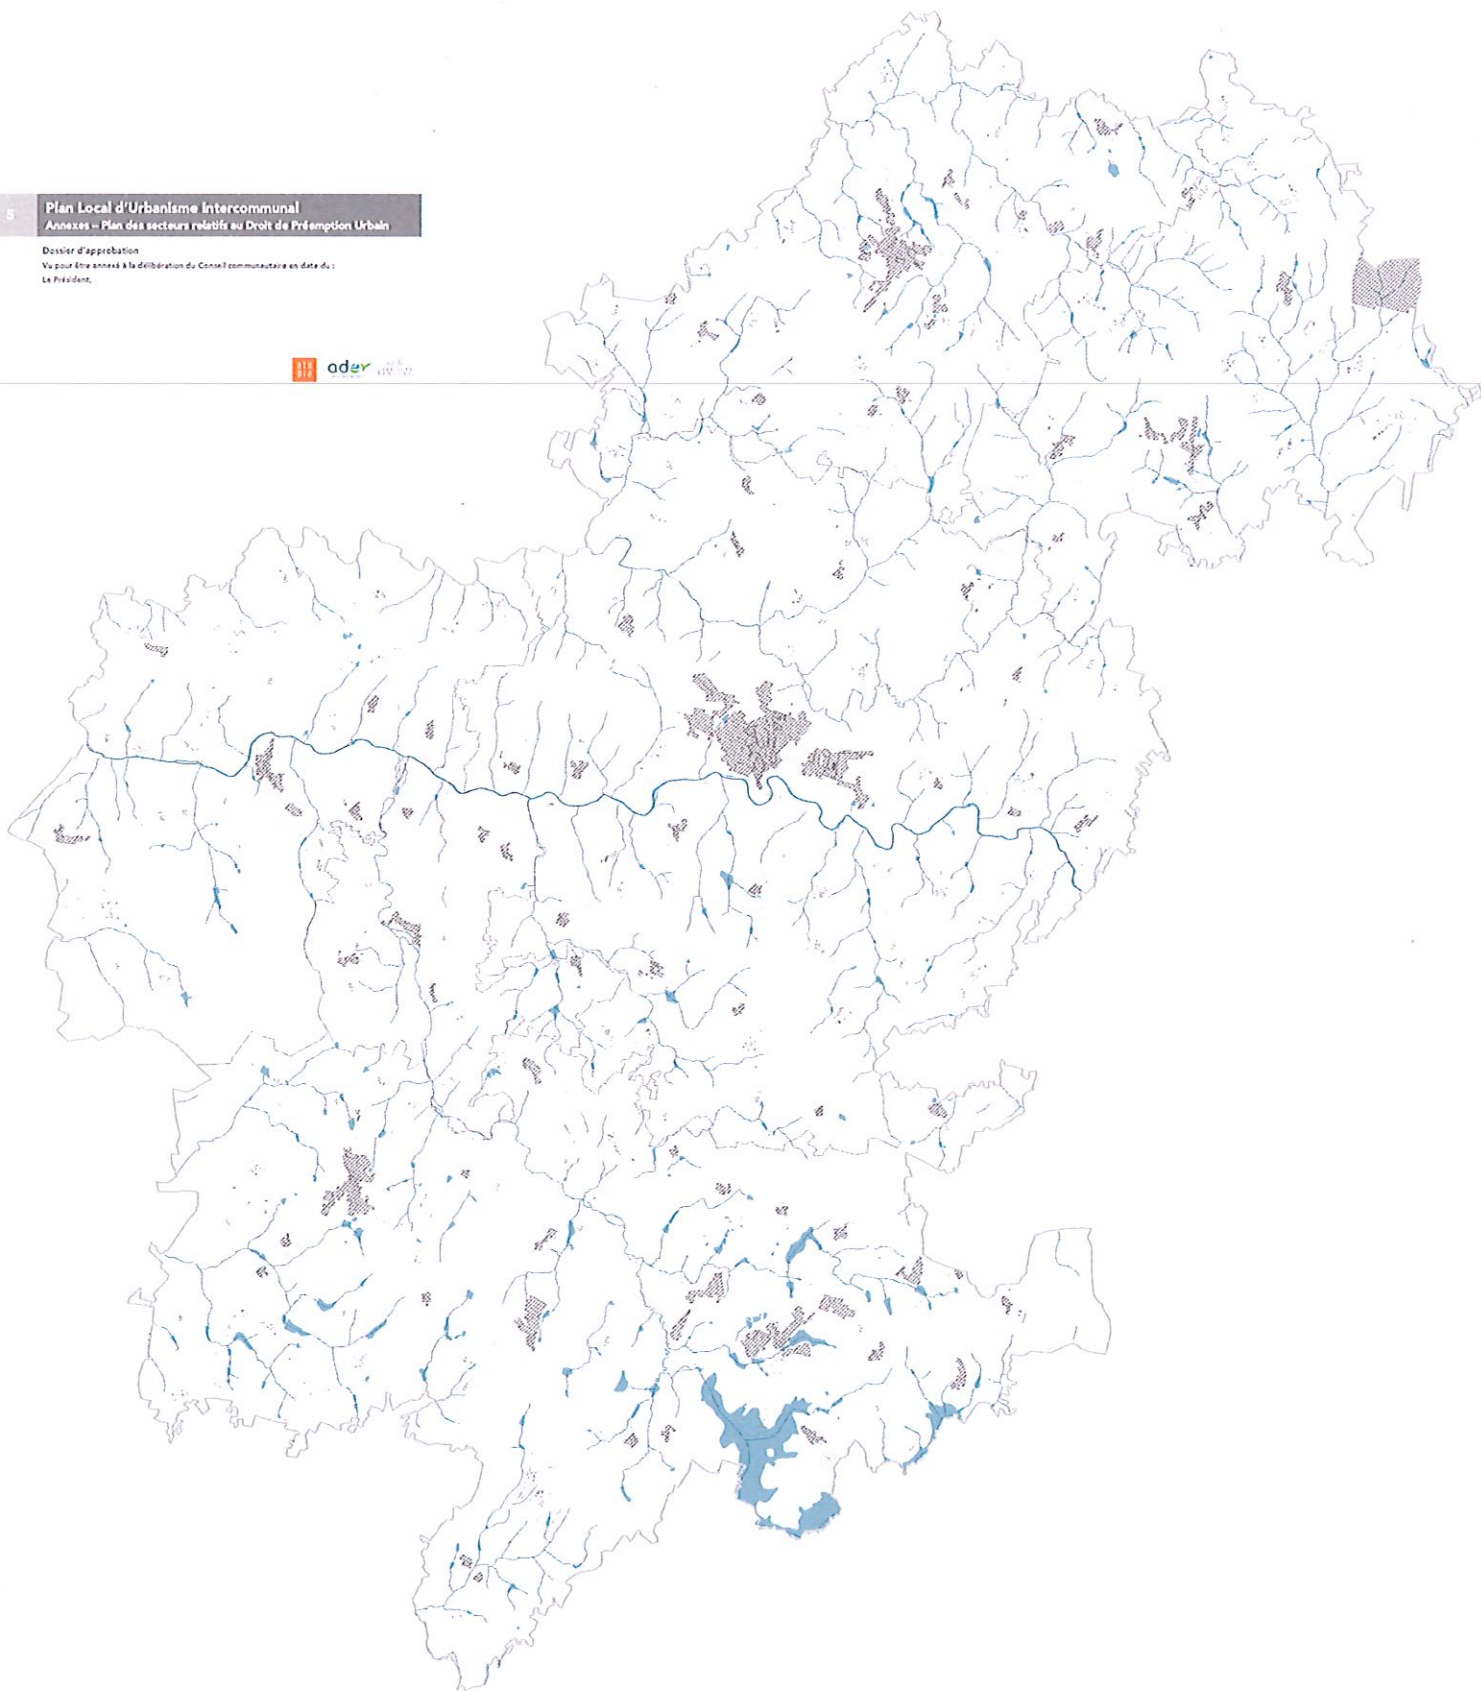 5
Plan Local d'Urbanisme Intercommunal
Annexes – Plan des secteurs relatifs au Droit de Préemption Urbain
Dossier d'approbation
Vu pour être annexé à la délibération du Conseil communautaire en date du :
Le Président,
ader